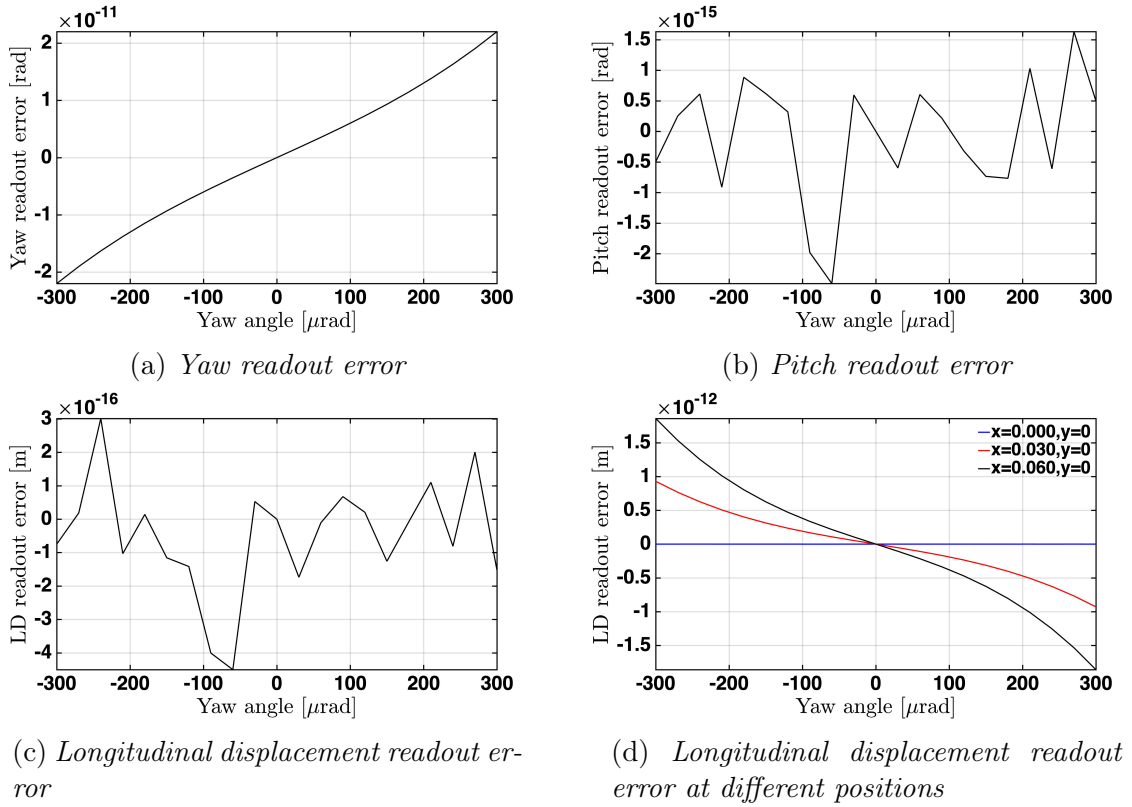 ×10⁻¹¹
Yaw readout error [rad]
2
1
0
-1
-2
-300 -200 -100 0 100 200 300
Yaw angle [μrad]
(a) Yaw readout error
×10⁻¹⁵
Pitch readout error [rad]
1.5
1
0.5
0
-0.5
-1
-1.5
-2
-300 -200 -100 0 100 200 300
Yaw angle [μrad]
(b) Pitch readout error
×10⁻¹⁶
LD readout error [m]
3
2
1
0
-1
-2
-3
-4
-300 -200 -100 0 100 200 300
Yaw angle [μrad]
(c) Longitudinal displacement readout er-
ror
×10⁻¹²
LD readout error [m]
1.5
1
0.5
0
-0.5
-1
-1.5
x=0.000,y=0
x=0.030,y=0
x=0.060,y=0
-300 -200 -100 0 100 200 300
Yaw angle [μrad]
(d) Longitudinal displacement readout
error at different positions